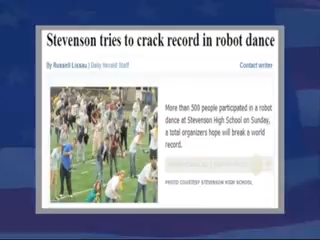 Stevenson tries to crack record in robot dance
By Russell Lissau | Daily Herald Staff
Contact writer
More than 500 people participated in a robot
dance at Stevenson High School on Sunday,
a total organizers hope will break a world
record.
PHOTO COURTESY STEVENSON HIGH SCHOOL